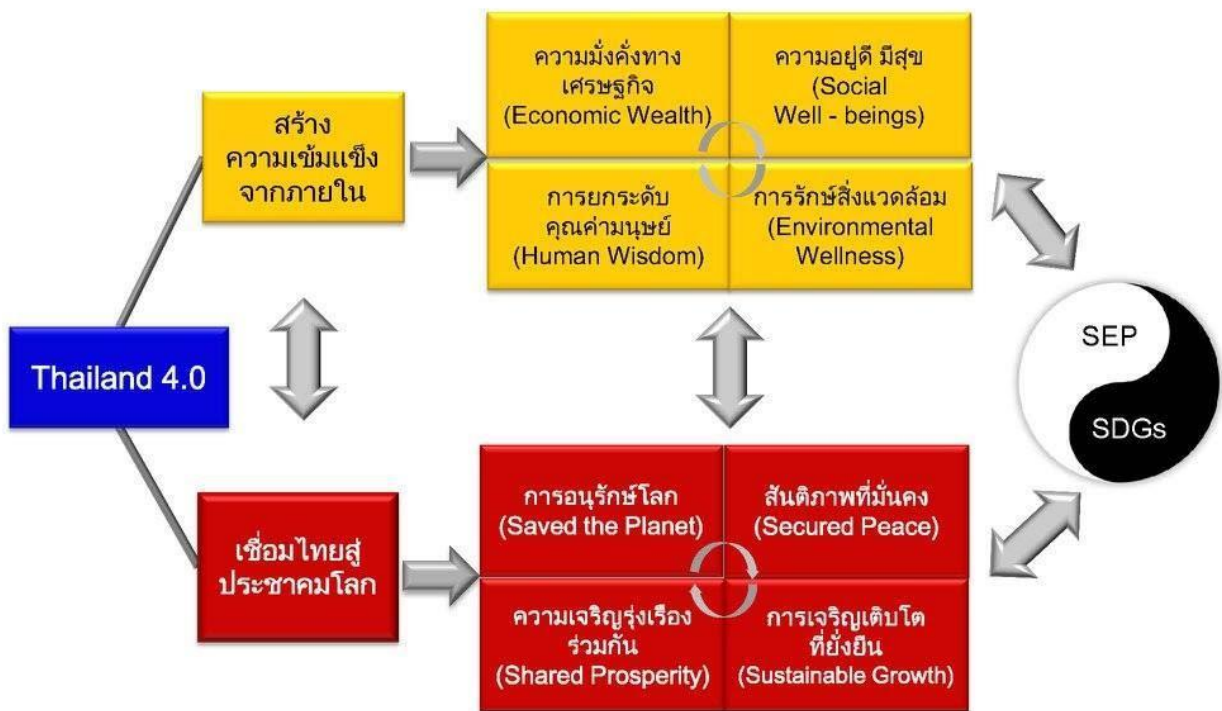 Thailand 4.0
สร้าง
ความเข้มแข็ง
จากภายใน
ความมั่งคั่งทาง
เศรษฐกิจ
(Economic Wealth)
ความอยู่ดี มีสุข
(Social
Well - beings)
การยกระดับ
คุณค่ามนุษย์
(Human Wisdom)
การรักษ์สิ่งแวดล้อม
(Environmental
Wellness)
เชื่อมไทยสู่
ประชาคมโลก
การอนุรักษ์โลก
(Saved the Planet)
สันติภาพที่มั่นคง
(Secured Peace)
ความเจริญรุ่งเรือง
ร่วมกัน
(Shared Prosperity)
การเจริญเติบโต
ที่ยั่งยืน
(Sustainable Growth)
SEP
SDGs